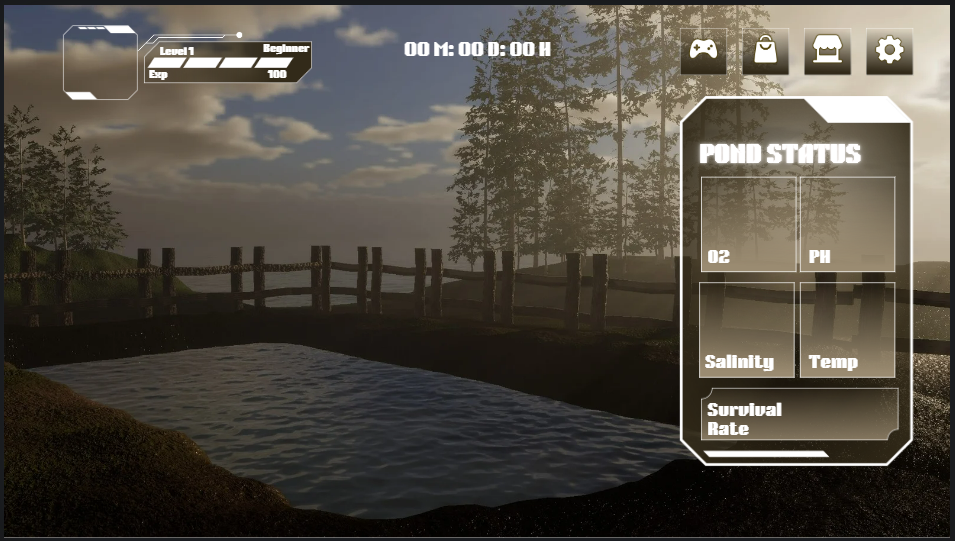 Level 1 Beginner
Exp 100
00 M: 00 D: 00 H
POND STATUS
O2 PH
Salinity Temp
Survival
Rate